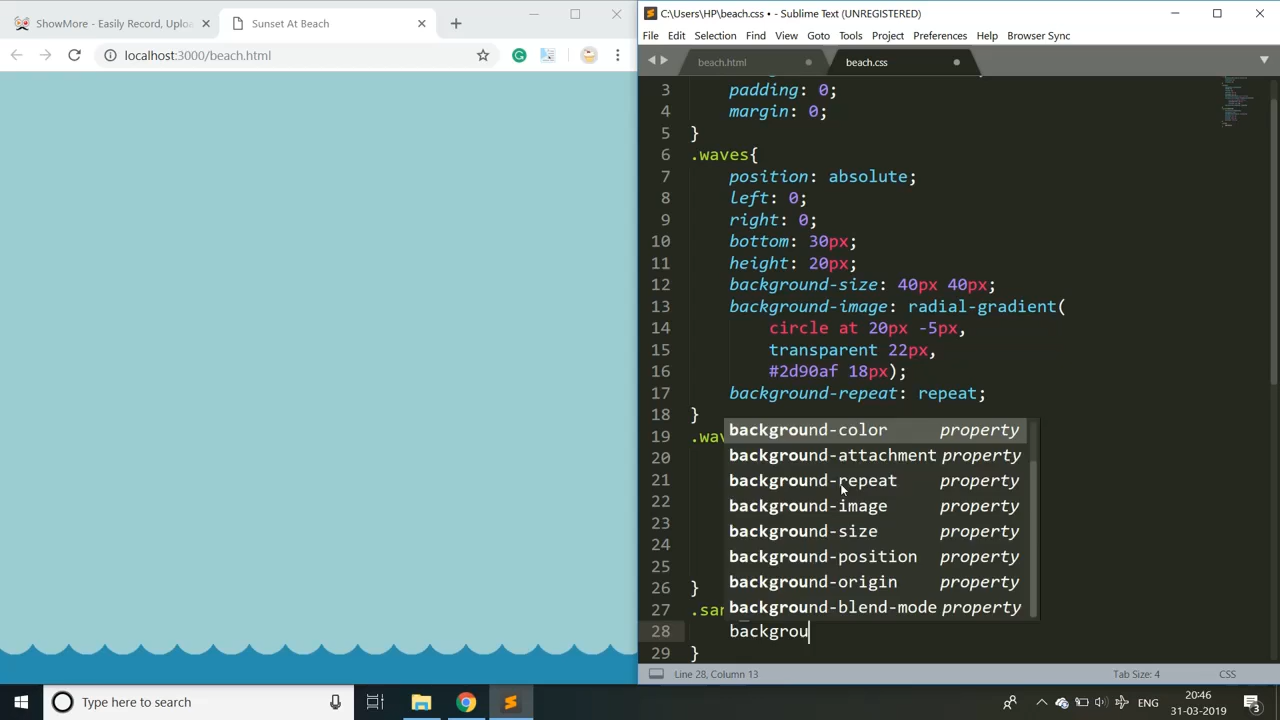 ShowMore - Easily Record, Uploa
Sunset At Beach
localhost:3000/beach.html
C:\Users\HP\beach.css • - Sublime Text (UNREGISTERED)
File Edit Selection Find View Goto Tools Project Preferences Help Browser Sync
beach.html
beach.css
3 padding: 0;
4 margin: 0;
5 }
6 .waves{
7 position: absolute;
8 left: 0;
9 right: 0;
10 bottom: 30px;
11 height: 20px;
12 background-size: 40px 40px;
13 background-image: radial-gradient(
14 circle at 20px -5px,
15 transparent 22px,
16 #2d90af 18px);
17 background-repeat: repeat;
18 }
background-color property
19 .wav
20 background-attachment property
21 background-repeat property
22 background-image property
23 background-size property
24
25 background-position property
26 } background-origin property
27 .san background-blend-mode property
28 backgrou
29 }
Line 28, Column 13
Tab Size: 4
CSS
Type here to search
ENG
20:46
31-03-2019
3